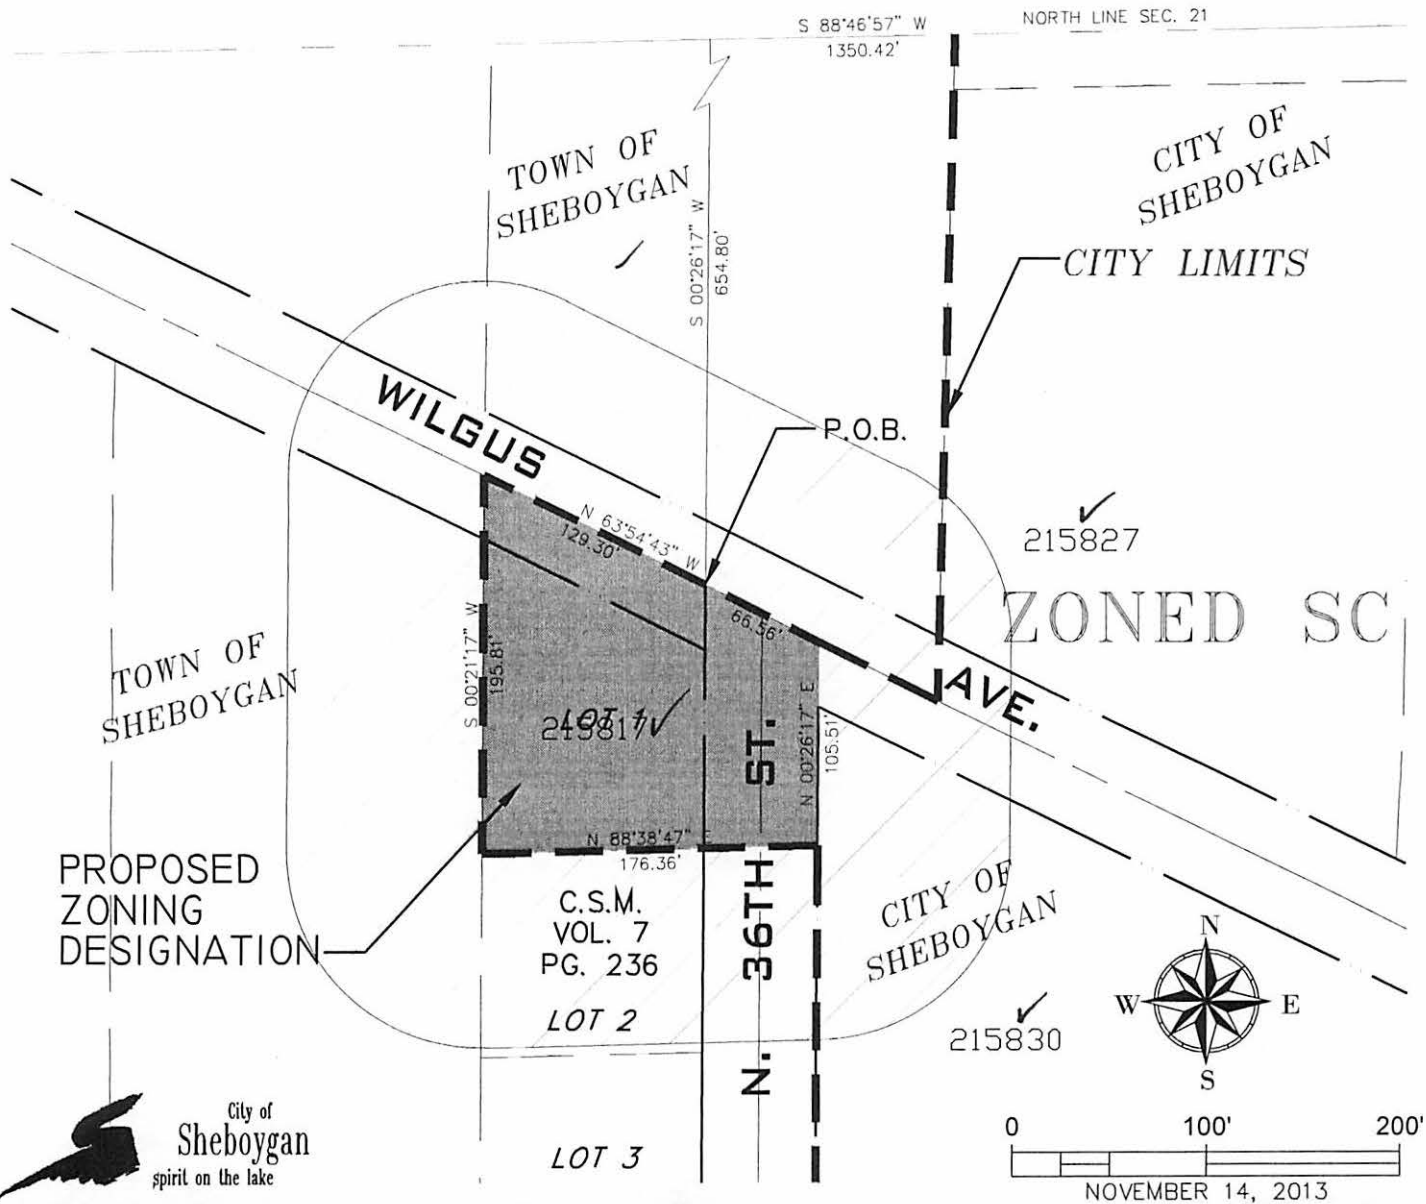 S 88°46'57" W
1350.42'
NORTH LINE SEC. 21
TOWN OF
SHEBOYGAN
CITY OF
SHEBOYGAN
S 00°26'17" W
654.80'
CITY LIMITS
WILGUS
P.O.B.
N 63°54'43" W
129.30'
215827
ZONED SC
66.56'
TOWN OF
SHEBOYGAN
S 00°21'17" W
195.81'
LOT 1
215817
AVE.
N 00°26'17" E
105.51'
N 88°38'47" E
176.36'
PROPOSED
ZONING
DESIGNATION
C.S.M.
VOL. 7
PG. 236
LOT 2
LOT 3
N. 36TH ST.
CITY OF
SHEBOYGAN
215830
N
W E
S
City of
Sheboygan
spirit on the lake
0 100' 200'
NOVEMBER 14, 2013